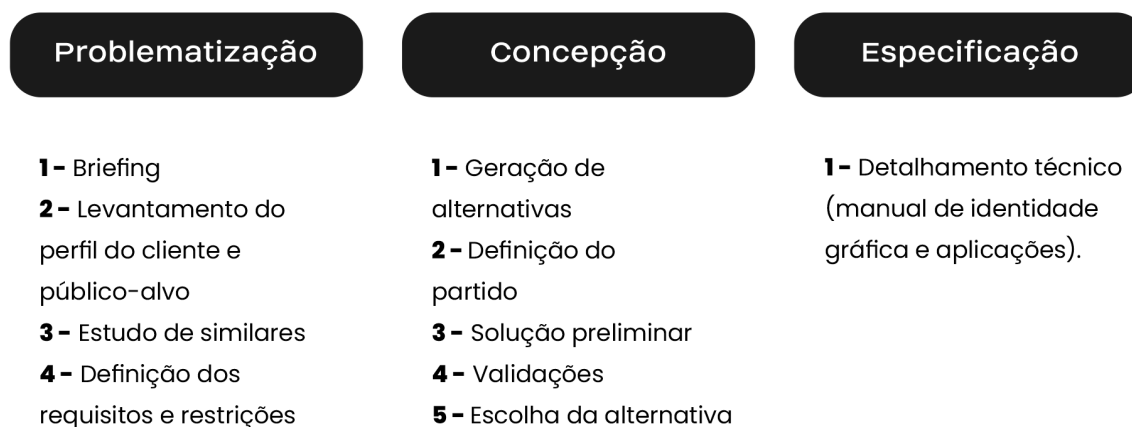 Problematização
1 - Briefing
2 - Levantamento do
perfil do cliente e
público-alvo
3 - Estudo de similares
4 - Definição dos
requisitos e restrições
Concepção
1 - Geração de
alternativas
2 - Definição do
partido
3 - Solução preliminar
4 - Validações
5 - Escolha da alternativa
Especificação
1 - Detalhamento técnico
(manual de identidade
gráfica e aplicações).